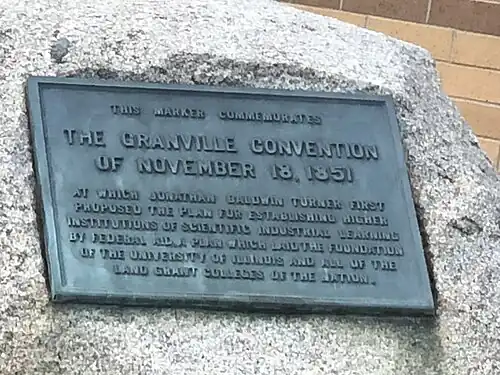 THIS MARKER COMMEMORATES
THE GRANVILLE CONVENTION
OF NOVEMBER 18, 1851
AT WHICH JONATHAN BALDWIN TURNER FIRST
PROPOSED THE PLAN FOR ESTABLISHING HIGHER
INSTITUTIONS OF SCIENTIFIC INDUSTRIAL LEARNING
BY FEDERAL AID, A PLAN WHICH LAID THE FOUNDATION
OF THE UNIVERSITY OF ILLINOIS AND ALL OF THE
LAND GRANT COLLEGES OF THE NATION.